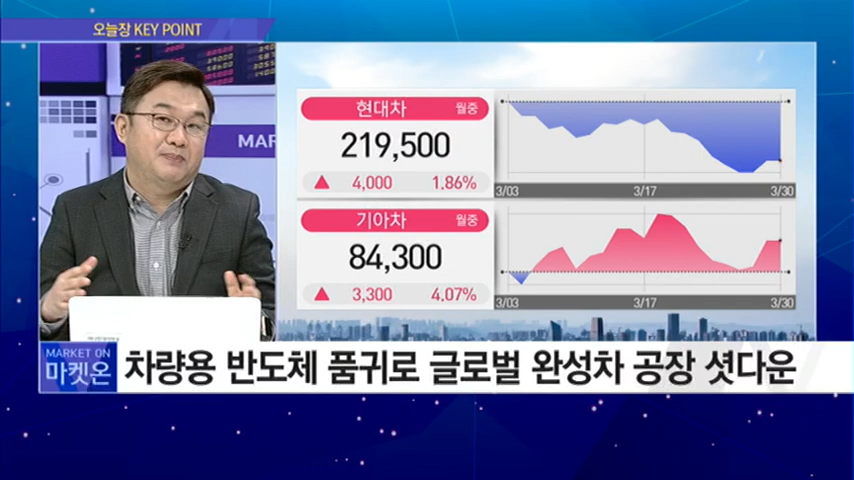 오늘장 KEY POINT
MAR
현대차 월중
219,500
▲ 4,000 1.86%
3/03 3/17 3/30
기아차 월중
84,300
▲ 3,300 4.07%
3/03 3/17 3/30
MARKET ON
마켓온
차량용 반도체 품귀로 글로벌 완성차 공장 셧다운